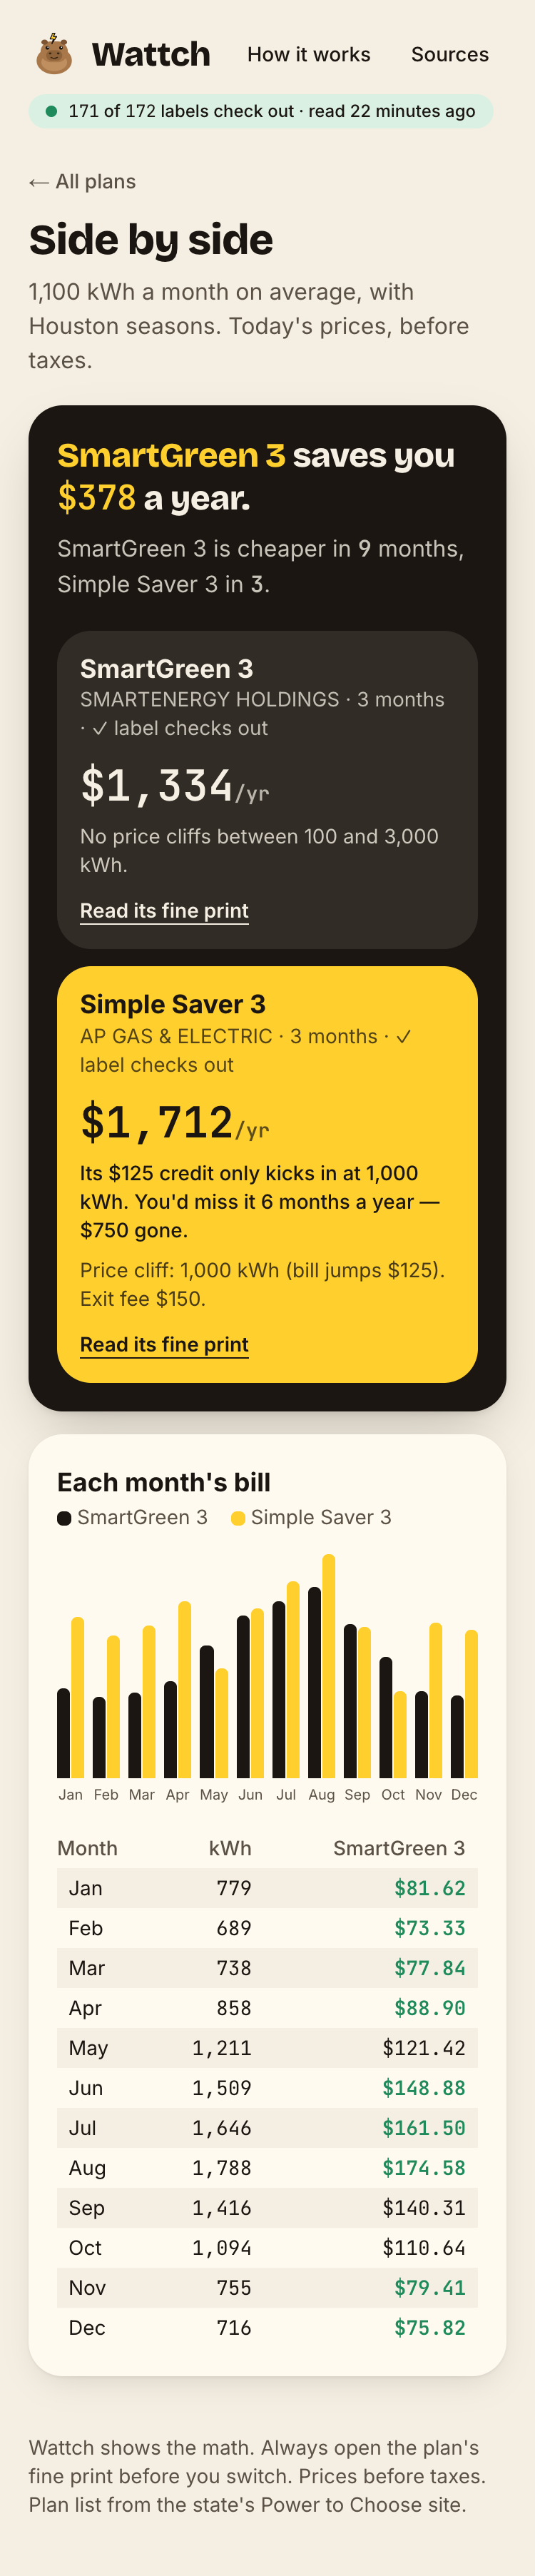 Wattch
How it works
Sources
171 of 172 labels check out · read 22 minutes ago
← All plans
Side by side
1,100 kWh a month on average, with
Houston seasons. Today's prices, before
taxes.
SmartGreen 3 saves you
$378 a year.
SmartGreen 3 is cheaper in 9 months,
Simple Saver 3 in 3.
SmartGreen 3
SMARTENERGY HOLDINGS · 3 months
· ✓ label checks out
$1,334/yr
No price cliffs between 100 and 3,000
kWh.
Read its fine print
Simple Saver 3
AP GAS & ELECTRIC · 3 months · ✓
label checks out
$1,712/yr
Its $125 credit only kicks in at 1,000
kWh. You'd miss it 6 months a year —
$750 gone.
Price cliff: 1,000 kWh (bill jumps $125).
Exit fee $150.
Read its fine print
Each month's bill
SmartGreen 3 Simple Saver 3
Jan Feb Mar Apr May Jun Jul Aug Sep Oct Nov Dec
Month kWh SmartGreen 3
Jan 779 $81.62
Feb 689 $73.33
Mar 738 $77.84
Apr 858 $88.90
May 1,211 $121.42
Jun 1,509 $148.88
Jul 1,646 $161.50
Aug 1,788 $174.58
Sep 1,416 $140.31
Oct 1,094 $110.64
Nov 755 $79.41
Dec 716 $75.82
Wattch shows the math. Always open the plan's
fine print before you switch. Prices before taxes.
Plan list from the state's Power to Choose site.